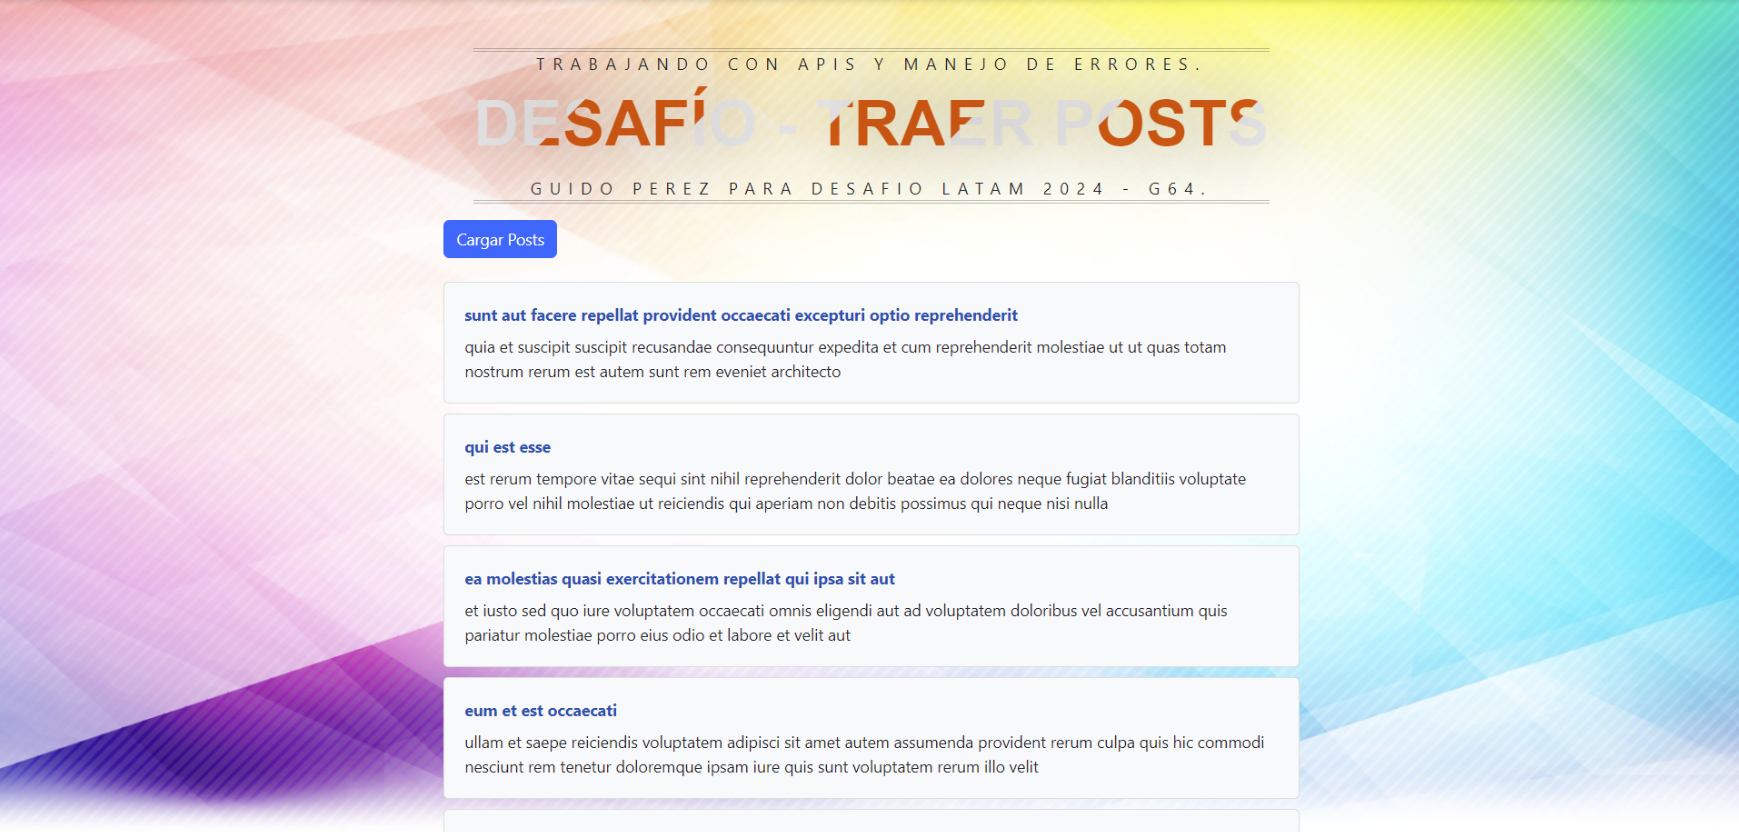 TRABAJANDO CON APIS Y MANEJO DE ERRORES.
DESAFÍO - TRAER POSTS
GUIDO PEREZ PARA DESAFIO LATAM 2024 - G64.
Cargar Posts
sunt aut facere repellat provident occaecati excepturi optio reprehenderit
quia et suscipit suscipit recusandae consequuntur expedita et cum reprehenderit molestiae ut ut quas totam
nostrum rerum est autem sunt rem eveniet architecto
qui est esse
est rerum tempore vitae sequi sint nihil reprehenderit dolor beatae ea dolores neque fugiat blanditiis voluptate
porro vel nihil molestiae ut reiciendis qui aperiam non debitis possimus qui neque nisi nulla
ea molestias quasi exercitationem repellat qui ipsa sit aut
et iusto sed quo iure voluptatem occaecati omnis eligendi aut ad voluptatem doloribus vel accusantium quis
pariatur molestiae porro eius odio et labore et velit aut
eum et est occaecati
ullam et saepe reiciendis voluptatem adipisci sit amet autem assumenda provident rerum culpa quis hic commodi
nesciunt rem tenetur doloremque ipsam iure quis sunt voluptatem rerum illo velit